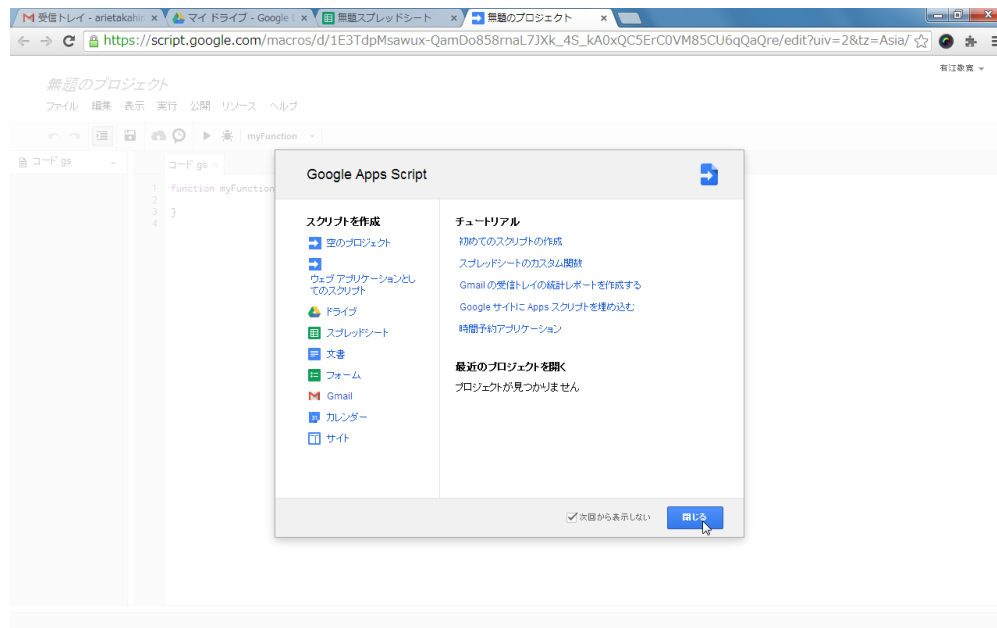 受信トレイ - arietakahir
マイ ドライブ - Google
無題スプレッドシート
無題のプロジェクト
https://script.google.com/macros/d/1E3TdpMsawux-QamDo858rnaL7JXk_4S_kA0xQC5ErC0VM85CU6qQaQre/edit?uiv=2&tz=Asia/
有江敬寛
無題のプロジェクト
ファイル 編集 表示 実行 公開 リソース ヘルプ
myFunction
コード.gs
コード.gs
1 function myFunction
2
3 }
4
Google Apps Script
スクリプトを作成
空のプロジェクト
ウェブ アプリケーションとし
てのスクリプト
ドライブ
スプレッドシート
文書
フォーム
Gmail
31 カレンダー
サイト
チュートリアル
初めてのスクリプトの作成
スプレッドシートのカスタム関数
Gmail の受信トレイの統計レポートを作成する
Google サイトに Apps スクリプトを埋め込む
時間予約アプリケーション
最近のプロジェクトを開く
プロジェクトが見つかりません
次回から表示しない
閉じる